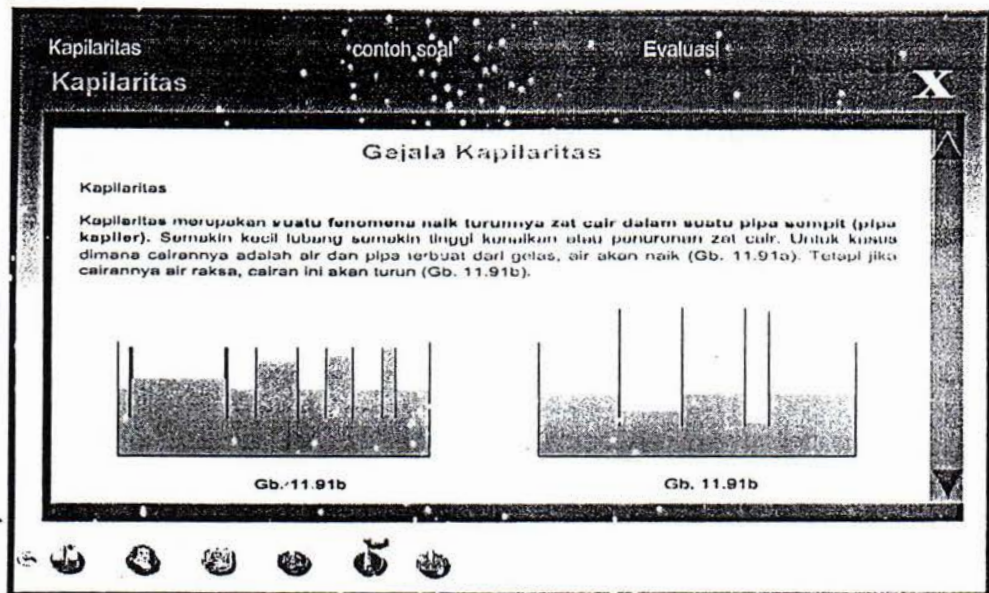 Kapilaritas contoh soal Evaluasi
Kapilaritas X
Gejala Kapilaritas
Kapilaritas
Kapilaritas merupakan suatu fenomena naik turunnya zat cair dalam suatu pipa sempit (pipa
kapiler). Semakin kecil lubang semakin tinggi kenaikan atau penurunan zat cair. Untuk kasus
dimana cairannya adalah air dan pipa terbuat dari gelas, air akan naik (Gb. 11.91a). Tetapi jika
cairannya air raksa, cairan ini akan turun (Gb. 11.91b).
Gb. 11.91b Gb. 11.91b